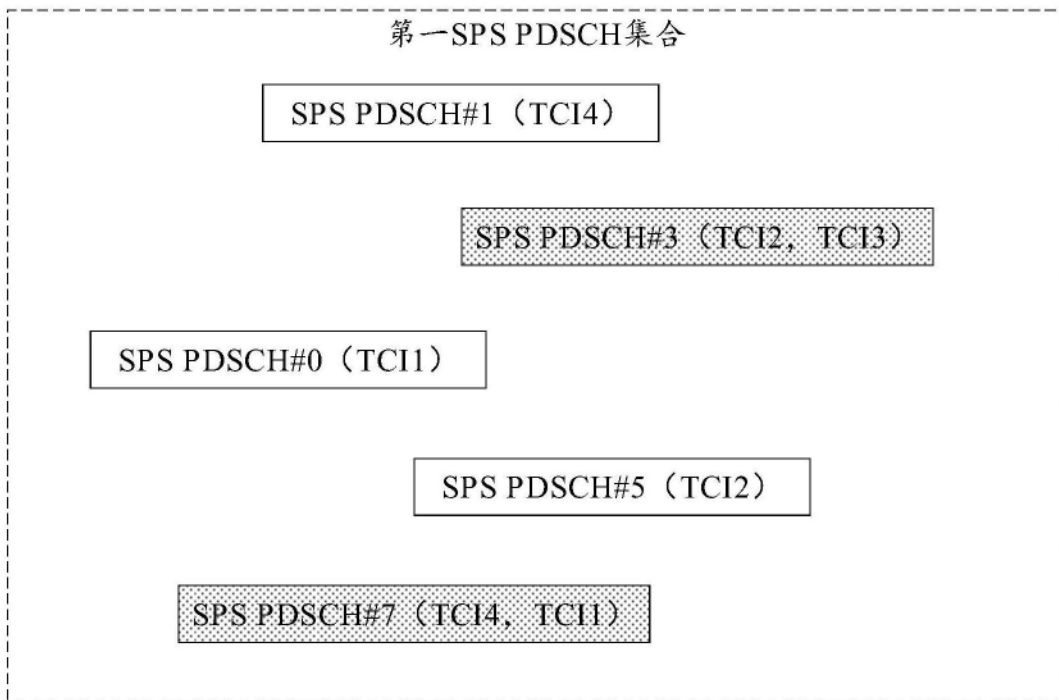 第一SPS PDSCH集合
SPS PDSCH#1（TCI4）
SPS PDSCH#3（TCI2，TCI3）
SPS PDSCH#0（TCI1）
SPS PDSCH#5（TCI2）
SPS PDSCH#7（TCI4，TCI1）